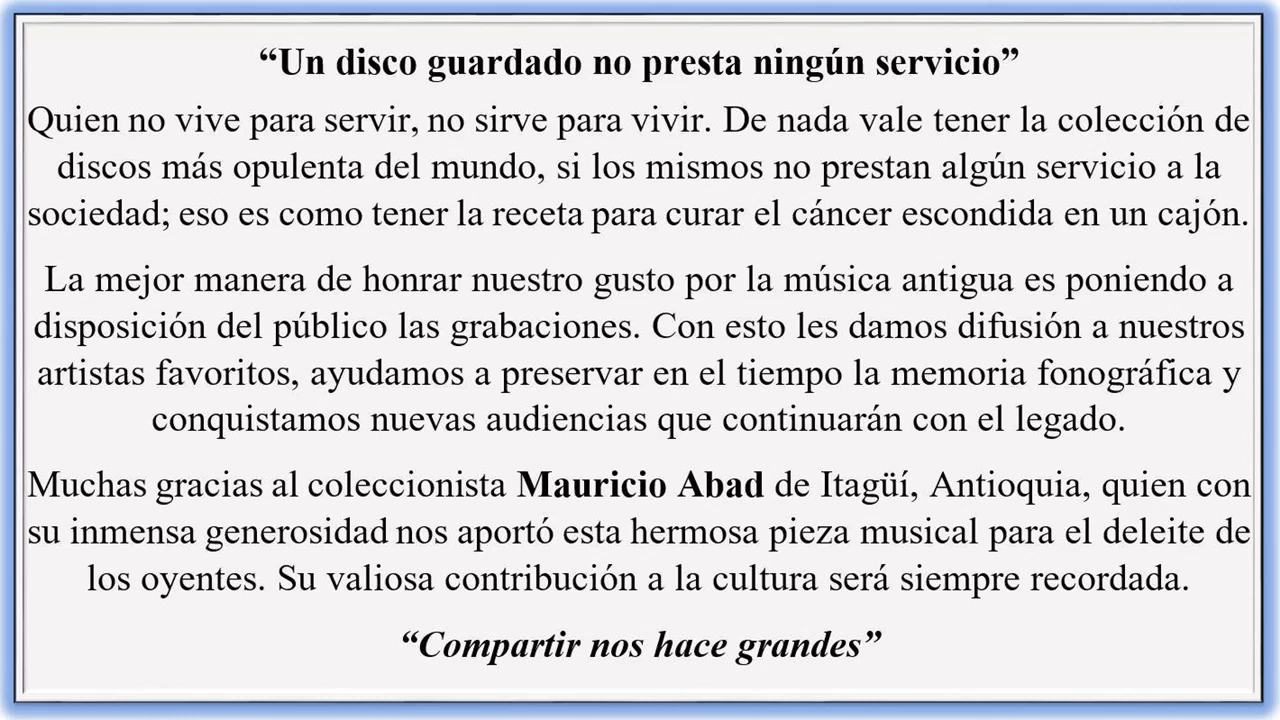 “Un disco guardado no presta ningún servicio”
Quien no vive para servir, no sirve para vivir. De nada vale tener la colección de
discos más opulenta del mundo, si los mismos no prestan algún servicio a la
sociedad; eso es como tener la receta para curar el cáncer escondida en un cajón.
La mejor manera de honrar nuestro gusto por la música antigua es poniendo a
disposición del público las grabaciones. Con esto les damos difusión a nuestros
artistas favoritos, ayudamos a preservar en el tiempo la memoria fonográfica y
conquistamos nuevas audiencias que continuarán con el legado.
Muchas gracias al coleccionista Mauricio Abad de Itagüí, Antioquia, quien con
su inmensa generosidad nos aportó esta hermosa pieza musical para el deleite de
los oyentes. Su valiosa contribución a la cultura será siempre recordada.
“Compartir nos hace grandes”